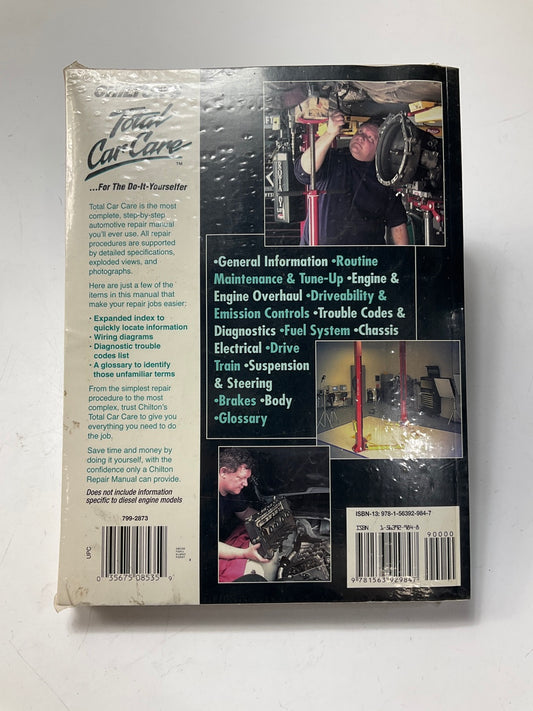 Total
Car Care
TM
...For The Do-It-Yourselfer
Total Car Care is the most
complete, step-by-step
automotive repair manual
you'll ever use. All repair
procedures are supported
by detailed specifications,
exploded views, and
photographs.
Here are just a few of the
items in this manual that
make your repair jobs easier:
• Expanded index to
quickly locate information
• Wiring diagrams
• Diagnostic trouble
codes list
• A glossary to identify
those unfamiliar terms
From the simplest repair
procedure to the most
complex, trust Chilton's
Total Car Care to give you
everything you need to do
the job.
Save time and money by
doing it yourself, with the
confidence only a Chilton
Repair Manual can provide.
Does not include information
specific to diesel engine models
799-2873
UPC
0 35675 08535 9
•General Information •Routine
Maintenance & Tune-Up •Engine &
Engine Overhaul •Driveability &
Emission Controls •Trouble Codes &
Diagnostics •Fuel System •Chassis
Electrical •Drive
Train •Suspension
& Steering
•Brakes •Body
•Glossary
ISBN-13: 978-1-56392-984-7
ISBN 1-56392-984-8
90000
9 781563 929847